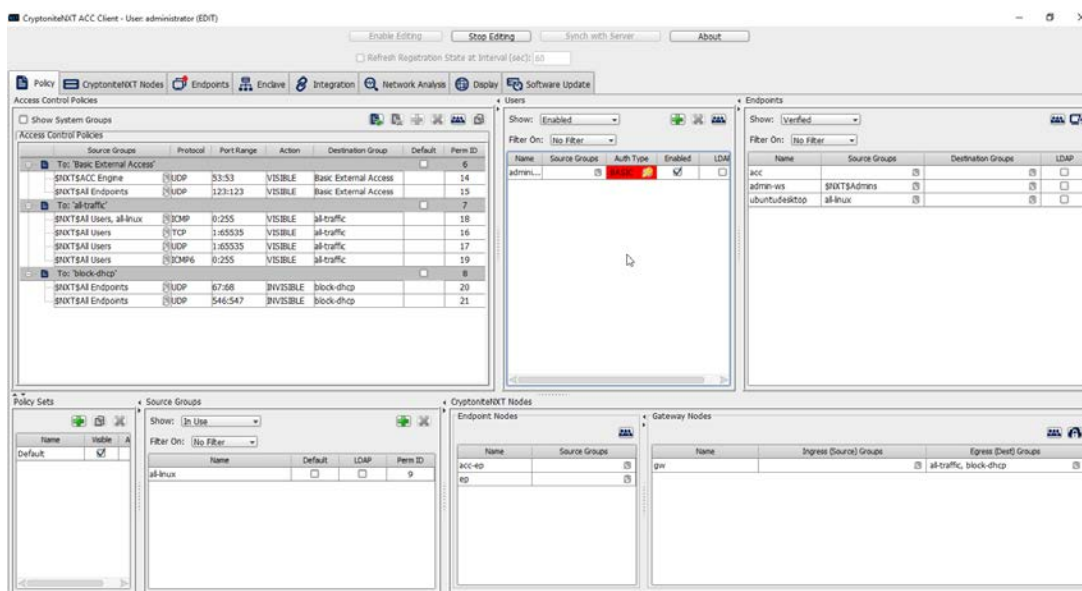 CryptoniteNXT ACC Client - User: administrator (EDIT)
Enable Editing Stop Editing Synch with Server About
Refresh Registration State at Interval (sec): 60
Policy CryptoniteNXT Nodes Endpoints Enclave Integration Network Analysis Display Software Update
Access Control Policies
Show System Groups
Access Control Policies
Source Groups Protocol Port Range Action Destination Group Default Perm ID
To: 'Basic External Access' 6
$NXT$ACC Engine UDP 53:53 VISIBLE Basic External Access 14
$NXT$All Endpoints UDP 123:123 VISIBLE Basic External Access 15
To: 'all-traffic' 7
$NXT$All Users, all-linux ICMP 0:255 VISIBLE all-traffic 18
$NXT$All Users TCP 1:65535 VISIBLE all-traffic 16
$NXT$All Users UDP 1:65535 VISIBLE all-traffic 17
$NXT$All Users ICMP6 0:255 VISIBLE all-traffic 19
To: 'block-dhcp' 8
$NXT$All Endpoints UDP 67:68 INVISIBLE block-dhcp 20
$NXT$All Endpoints UDP 546:547 INVISIBLE block-dhcp 21
Users
Show: Enabled
Filter On: No Filter
Name Source Groups Auth Type Enabled LDAP
admini... BASIC
Endpoints
Show: Verified
Filter On: No Filter
Name Source Groups Destination Groups LDAP
acc
admin-ws $NXT$Admins
ubuntudesktop all-linux
Policy Sets
Name Visible A
Default
Source Groups
Show: In Use
Filter On: No Filter
Name Default LDAP Perm ID
all-linux 9
CryptoniteNXT Nodes
Endpoint Nodes
Name Source Groups
acc-ep
ep
Gateway Nodes
Name Ingress (Source) Groups Egress (Dest) Groups
gw all-traffic, block-dhcp